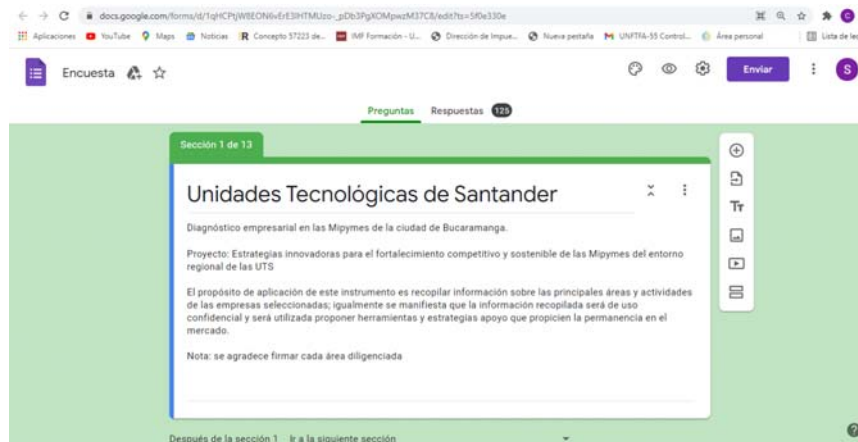 docs.google.com/forms/d/1qHCPtjW8EON6vErE3IHTMUzo-_pDb3PgXOMpwzM37C8/edit?ts=5f0e330e
Aplicaciones YouTube Maps Noticias Concepto 57223 de... IMF Formación - U... Dirección de Impue... Nueva pestaña UNFTFA-55 Control... Área personal Lista de lec
Encuesta Enviar S
Preguntas Respuestas 125
Sección 1 de 13
Unidades Tecnológicas de Santander
Diagnóstico empresarial en las Mipymes de la ciudad de Bucaramanga.
Proyecto: Estrategias innovadoras para el fortalecimiento competitivo y sostenible de las Mipymes del entorno
regional de las UTS
El propósito de aplicación de este instrumento es recopilar información sobre las principales áreas y actividades
de las empresas seleccionadas; igualmente se manifiesta que la información recopilada será de uso
confidencial y será utilizada proponer herramientas y estrategias apoyo que propicien la permanencia en el
mercado.
Nota: se agradece firmar cada área diligenciada
Después de la sección 1 Ir a la siguiente sección